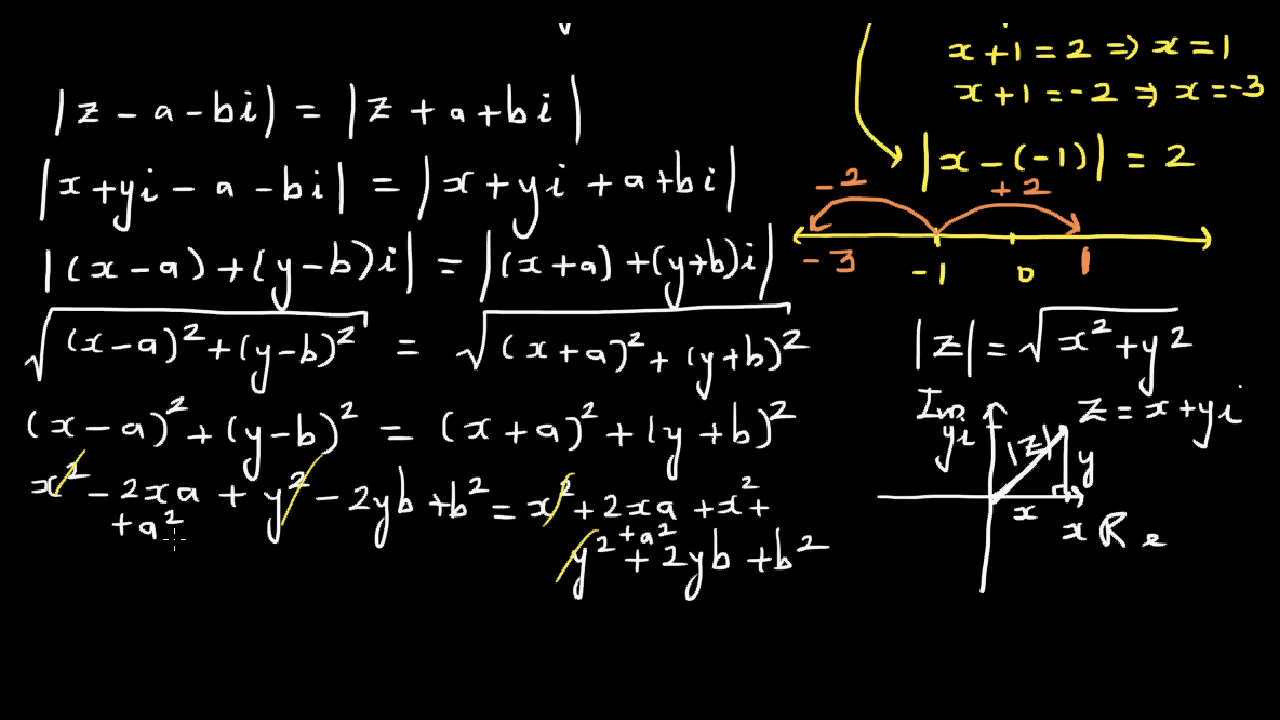 |z - a - bi| = |z + a + bi|
|x + yi - a - bi| = |x + yi + a + bi|
|(x - a) + (y - b)i| = |(x + a) + (y + b)i|
√((x - a)² + (y - b)²) = √((x + a)² + (y + b)²)
(x - a)² + (y - b)² = (x + a)² + (y + b)²
x² - 2xa + y² - 2yb + b² = x² + 2xa + x² +
+ a²
+ a²
y² + 2yb + b²
x + 1 = 2 ⇒ x = 1
x + 1 = -2 ⇒ x = -3
|x - (-1)| = 2
-2 +2
-3 -1 0 1
|z| = √(x² + y²)
Im z = x + yi
yi |z| y
x
x Re